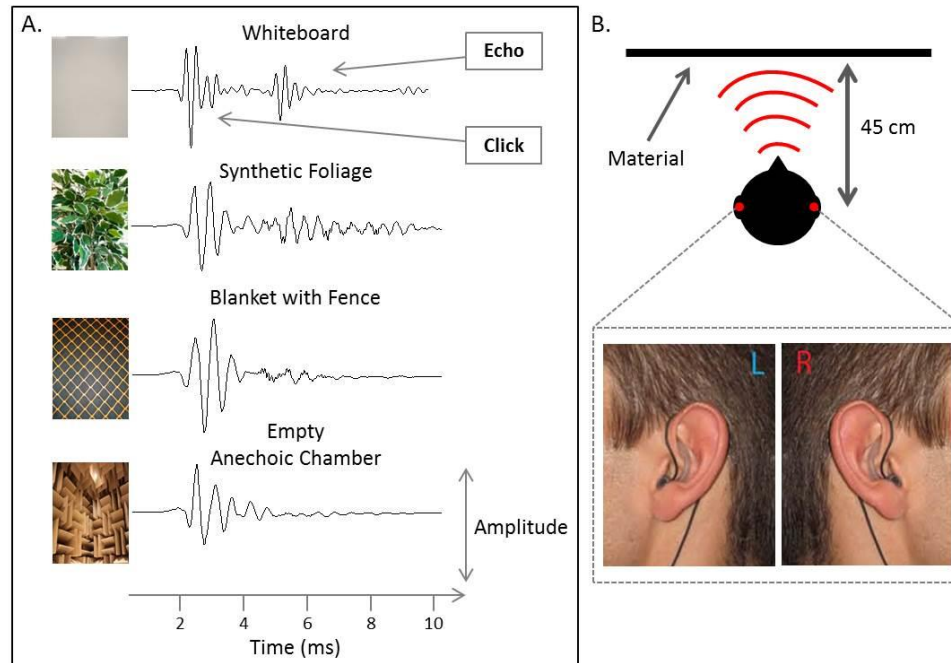 A.
Whiteboard
Echo
Click
Synthetic Foliage
Blanket with Fence
Empty
Anechoic Chamber
Amplitude
2 4 6 8 10
Time (ms)
B.
Material
45 cm
L R